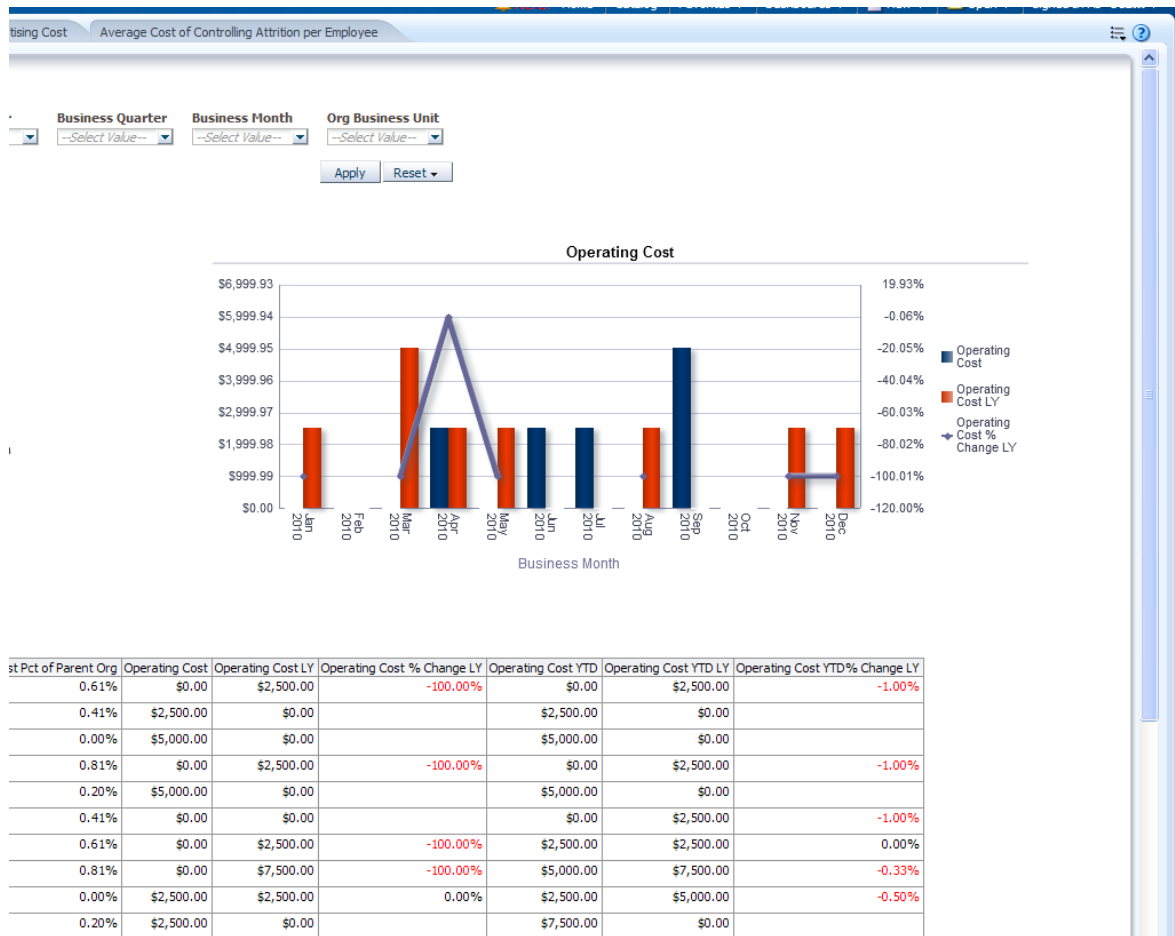 tising Cost Average Cost of Controlling Attrition per Employee
Business Quarter Business Month Org Business Unit
--Select Value-- --Select Value-- --Select Value--
Apply Reset
Operating Cost
$6,999.93 19.93%
$5,999.94 -0.06%
$4,999.95 -20.05%
$3,999.96 -40.04%
$2,999.97 -60.03%
$1,999.98 -80.02%
$999.99 -100.01%
$0.00 -120.00%
Operating
Cost
Operating
Cost LY
Operating
Cost %
Change LY
Jan 2010 Feb 2010 Mar 2010 Apr 2010 May 2010 Jun 2010 Jul 2010 Aug 2010 Sep 2010 Oct 2010 Nov 2010 Dec 2010
Business Month
st Pct of Parent Org Operating Cost Operating Cost LY Operating Cost % Change LY Operating Cost YTD Operating Cost YTD LY Operating Cost YTD% Change LY
0.61% $0.00 $2,500.00 -100.00% $0.00 $2,500.00 -1.00%
0.41% $2,500.00 $0.00 $2,500.00 $0.00
0.00% $5,000.00 $0.00 $5,000.00 $0.00
0.81% $0.00 $2,500.00 -100.00% $0.00 $2,500.00 -1.00%
0.20% $5,000.00 $0.00 $5,000.00 $0.00
0.41% $0.00 $0.00 $0.00 $2,500.00 -1.00%
0.61% $0.00 $2,500.00 -100.00% $2,500.00 $2,500.00 0.00%
0.81% $0.00 $7,500.00 -100.00% $5,000.00 $7,500.00 -0.33%
0.00% $2,500.00 $2,500.00 0.00% $2,500.00 $5,000.00 -0.50%
0.20% $2,500.00 $0.00 $7,500.00 $0.00